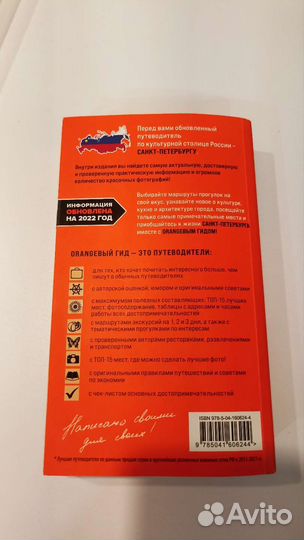 Перед вами обновленный
путеводитель
по культурной столице России –
САНКТ-ПЕТЕРБУРГУ
Внутри издания вы найдете самую актуальную, достоверную
и проверенную практическую информацию и огромное
количество красочных фотографий!
ИНФОРМАЦИЯ
ОБНОВЛЕНА
НА 2022 ГОД
Выбирайте маршруты прогулок на
свой вкус, узнавайте новое о культуре,
кухне и архитектуре города, посещайте
только самые примечательные места и
приобщайтесь к жизни САНКТ-ПЕТЕРБУРГА
вместе с ORANGEВЫМ ГИДОМ!
ORANGEВЫЙ ГИД — ЭТО ПУТЕВОДИТЕЛИ:
для тех, кто хочет почитать интересного больше, чем
пишут в обычных путеводителях
с авторской оценкой, юмором и оригинальными советами
с максимумом полезных составляющих: ТОП-15 лучших
мест, фотосодержание, таблицы с адресами и часами
работы всех достопримечательностей
с маршрутами экскурсий на 1, 2 и 3 дня, а также с
тематическими прогулками по интересам
с проверенными авторами ресторанами, развлечениями
и транспортом
с ТОП-15 мест, где можно сделать лучшие фото!
с оригинальными правилами путешествий и советами
по экономии
с чек-листом основных достопримечательностей
Написано своими
для своих
ISBN 978-5-04-160624-4
9 785041 606244 >
Avito